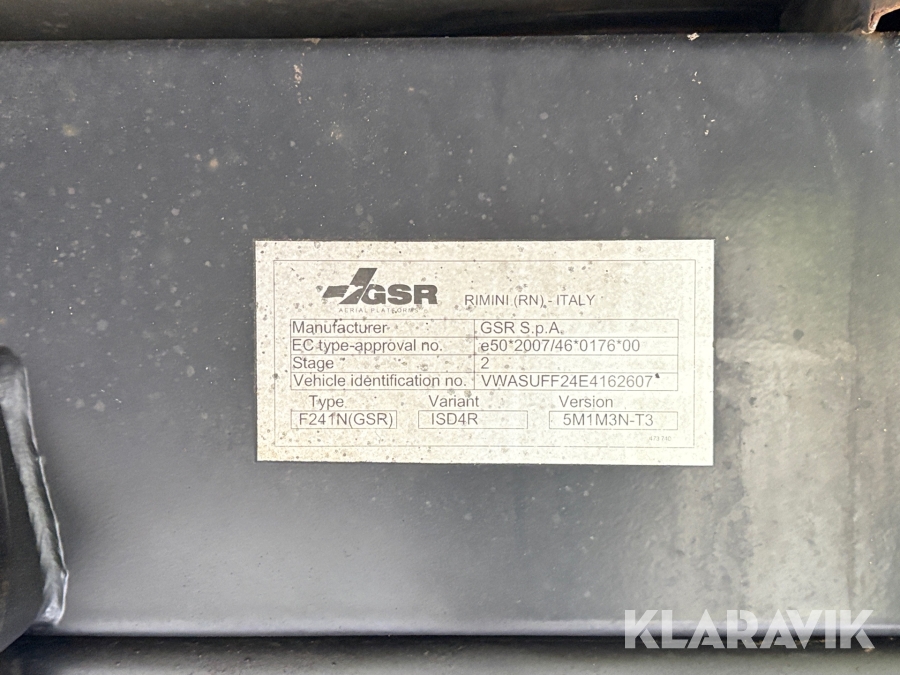 GSR
AERIAL PLATFORMS
RIMINI (RN) - ITALY
Manufacturer GSR S.p.A.
EC type-approval no. e50*2007/46*0176*00
Stage 2
Vehicle identification no. VWASUFF24E4162607
Type Variant Version
F241N(GSR) ISD4R 5M1M3N-T3
KLARAVIK